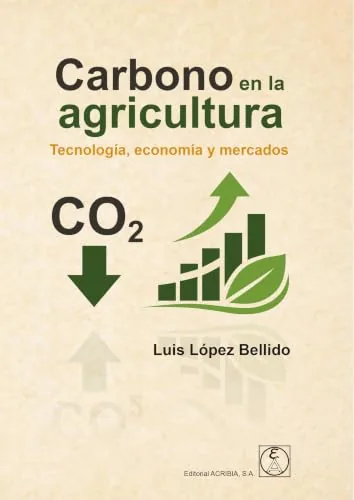 Carbono en la
agricultura
Tecnología, economía y mercados
CO₂
Luis López Bellido
Editorial ACRIBIA, S.A.